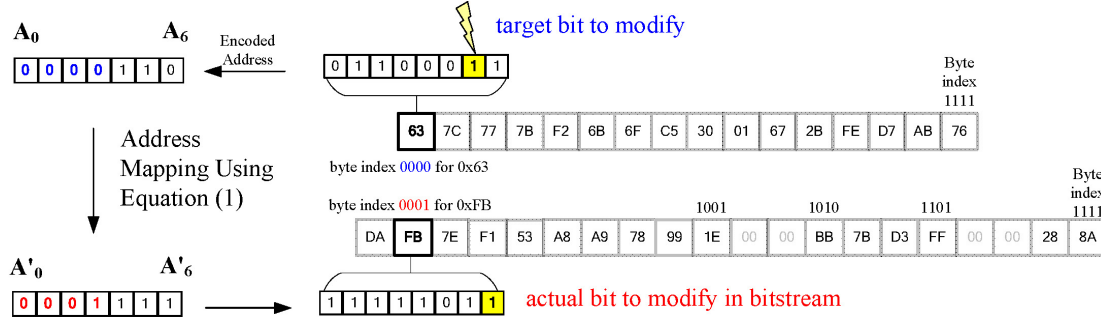 A0 A6
0 0 0 0 1 1 0
Encoded
Address
target bit to modify
0 1 1 0 0 0 1 1
Byte
index
1111
63 7C 77 7B F2 6B 6F C5 30 01 67 2B FE D7 AB 76
byte index 0000 for 0x63
Address
Mapping Using
Equation (1)
byte index 0001 for 0xFB
1001 1010 1101
Byte
index
1111
DA FB 7E F1 53 A8 A9 78 99 1E 00 00 BB 7B D3 FF 00 00 28 8A
A'0 A'6
0 0 0 1 1 1 1
1 1 1 1 1 0 1 1
actual bit to modify in bitstream